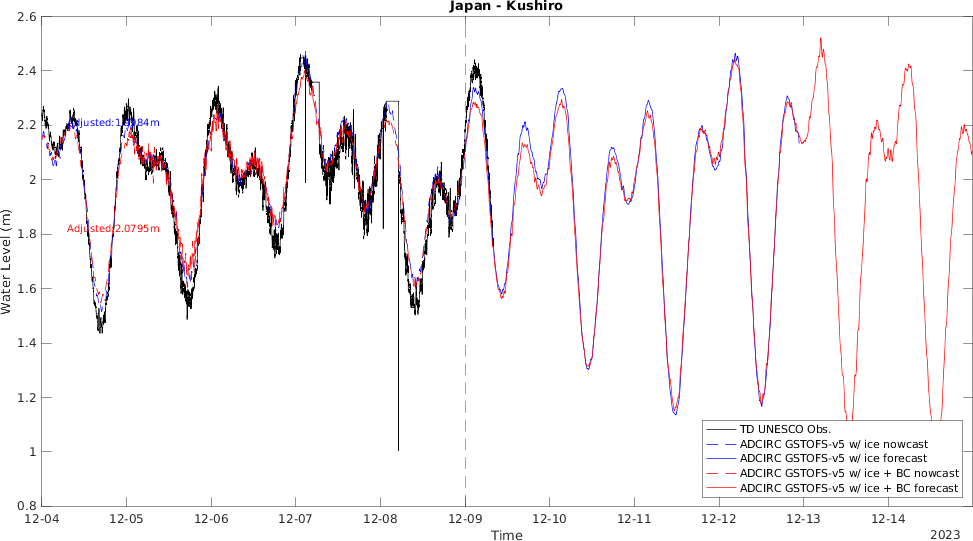 Japan - Kushiro
2.6
2.4
2.2
2
1.8
1.6
1.4
1.2
1
0.8
Water Level (m)
Adjusted:2.0795m
TD UNESCO Obs.
ADCIRC GSTOFS-v5 w/ ice nowcast
ADCIRC GSTOFS-v5 w/ ice forecast
ADCIRC GSTOFS-v5 w/ ice + BC nowcast
ADCIRC GSTOFS-v5 w/ ice + BC forecast
12-04 12-05 12-06 12-07 12-08 12-09 12-10 12-11 12-12 12-13 12-14
Time
2023